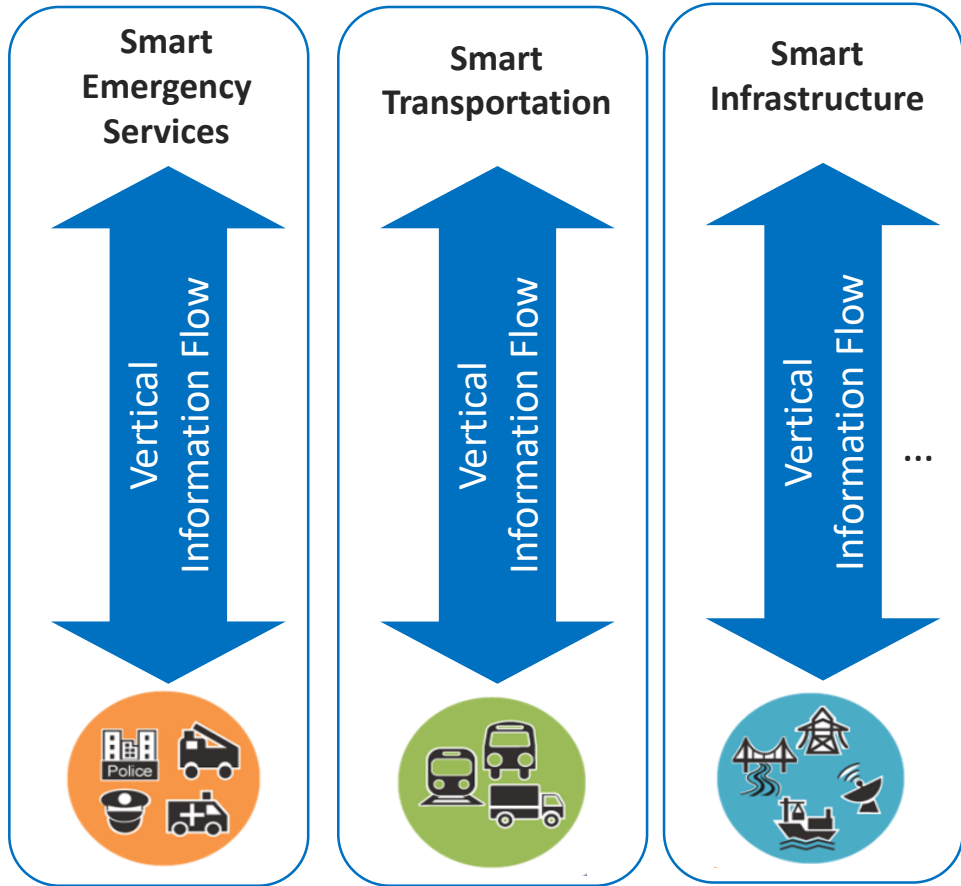 Smart
Emergency
Services
Vertical
Information Flow
Police
Smart
Transportation
Vertical
Information Flow
Smart
Infrastructure
Vertical
Information Flow
...